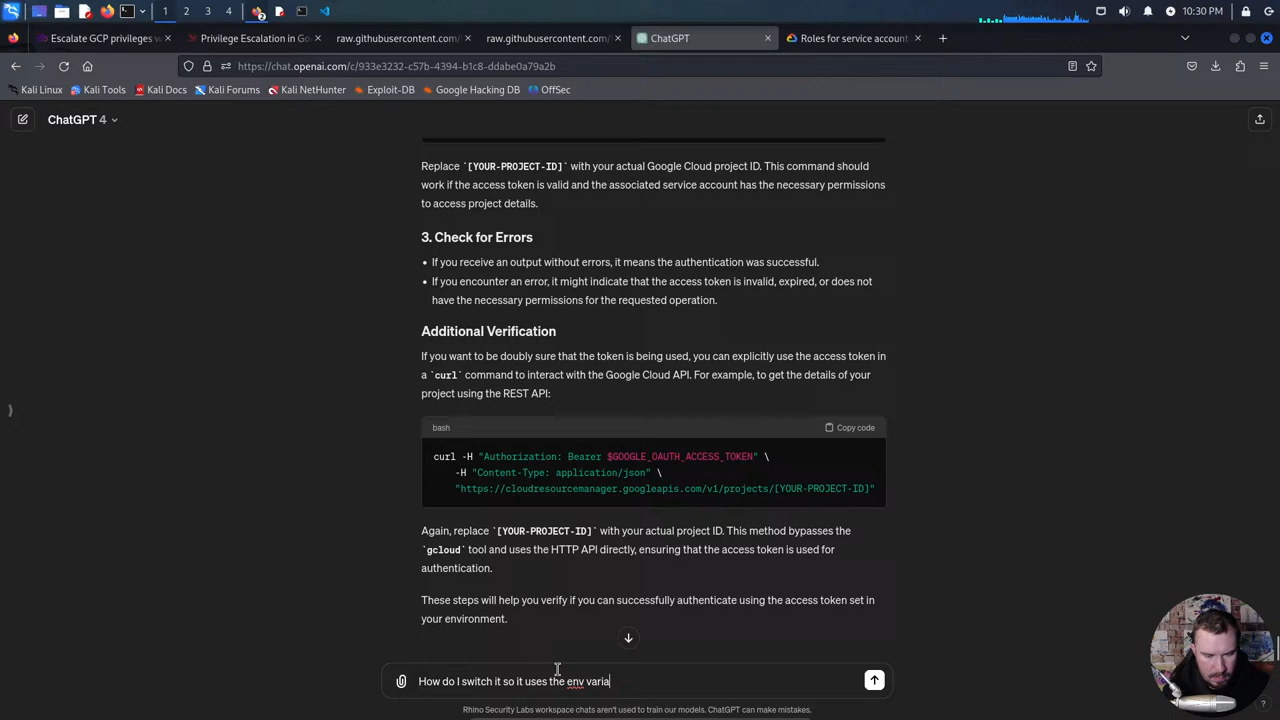 1 2 3 4 10:30 PM
Escalate GCP privileges w Privilege Escalation in Go raw.githubusercontent.com/ raw.githubusercontent.com/ ChatGPT Roles for service account
https://chat.openai.com/c/933e3232-c57b-4394-b1c8-ddabe0a79a2b
Kali Linux Kali Tools Kali Docs Kali Forums Kali NetHunter Exploit-DB Google Hacking DB OffSec
ChatGPT 4
Replace `[YOUR-PROJECT-ID]` with your actual Google Cloud project ID. This command should
work if the access token is valid and the associated service account has the necessary permissions
to access project details.
3. Check for Errors
• If you receive an output without errors, it means the authentication was successful.
• If you encounter an error, it might indicate that the access token is invalid, expired, or does not
have the necessary permissions for the requested operation.
Additional Verification
If you want to be doubly sure that the token is being used, you can explicitly use the access token in
a `curl` command to interact with the Google Cloud API. For example, to get the details of your
project using the REST API:
bash Copy code
curl -H "Authorization: Bearer $GOOGLE_OAUTH_ACCESS_TOKEN" \
-H "Content-Type: application/json" \
"https://cloudresourcemanager.googleapis.com/v1/projects/[YOUR-PROJECT-ID]"
Again, replace `[YOUR-PROJECT-ID]` with your actual project ID. This method bypasses the
`gcloud` tool and uses the HTTP API directly, ensuring that the access token is used for
authentication.
These steps will help you verify if you can successfully authenticate using the access token set in
your environment.
How do I switch it so it uses the env varia
Rhino Security Labs workspace chats aren't used to train our models. ChatGPT can make mistakes.